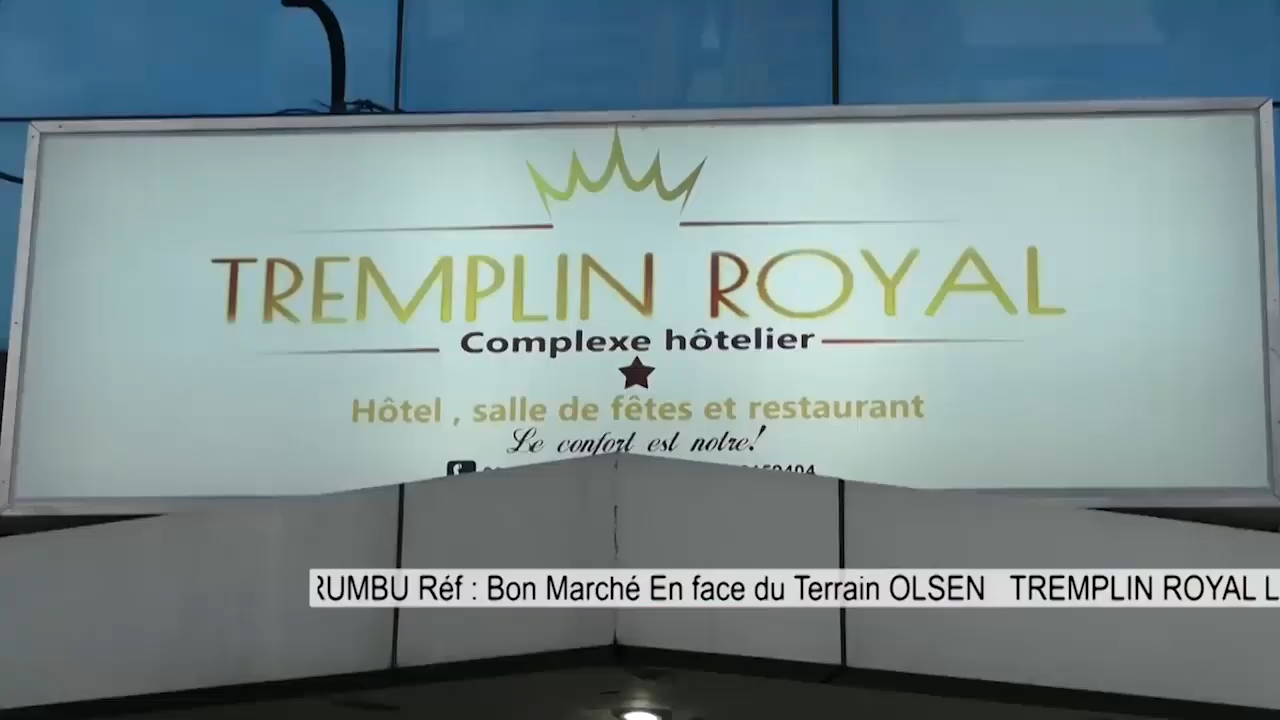 TREMPLIN ROYAL
Complexe hôtelier
Hôtel , salle de fêtes et restaurant
Le confort est notre!
RUMBU Réf : Bon Marché En face du Terrain OLSEN TREMPLIN ROYAL